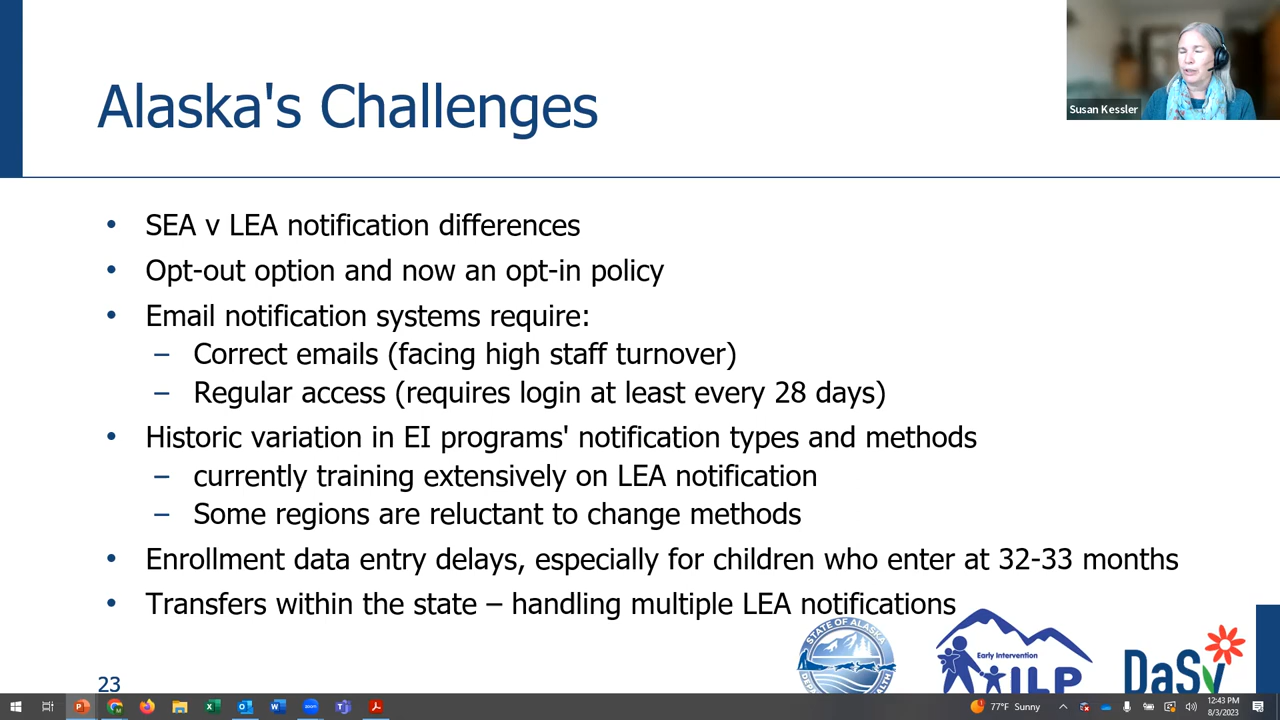 Alaska's Challenges
Susan Kessler
• SEA v LEA notification differences
• Opt-out option and now an opt-in policy
• Email notification systems require:
– Correct emails (facing high staff turnover)
– Regular access (requires login at least every 28 days)
• Historic variation in EI programs' notification types and methods
– currently training extensively on LEA notification
– Some regions are reluctant to change methods
• Enrollment data entry delays, especially for children who enter at 32-33 months
• Transfers within the state – handling multiple LEA notifications
STATE OF ALASKA
Early Intervention
ILP
DaSy
23
77°F Sunny
12:43 PM
8/3/2023